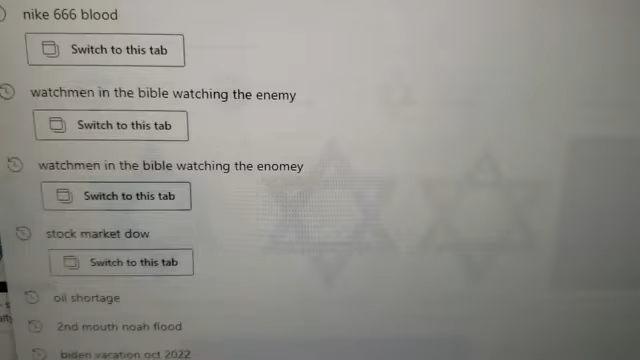 nike 666 blood
Switch to this tab
watchmen in the bible watching the enemy
Switch to this tab
watchmen in the bible watching the enomey
Switch to this tab
stock market dow
Switch to this tab
oil shortage
2nd mouth noah flood
biden varation oct 2022